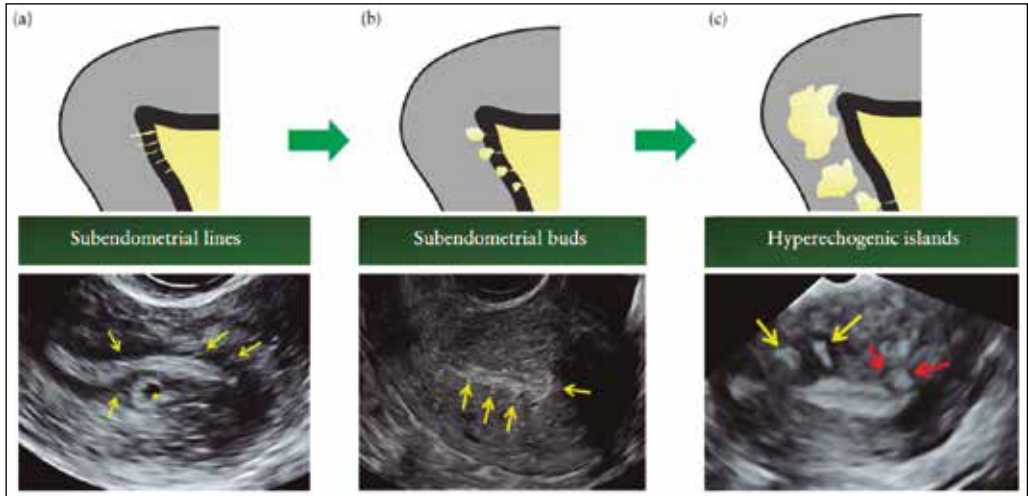 (a)
(b)
(c)
Subendometrial lines
Subendometrial buds
Hyperechogenic islands